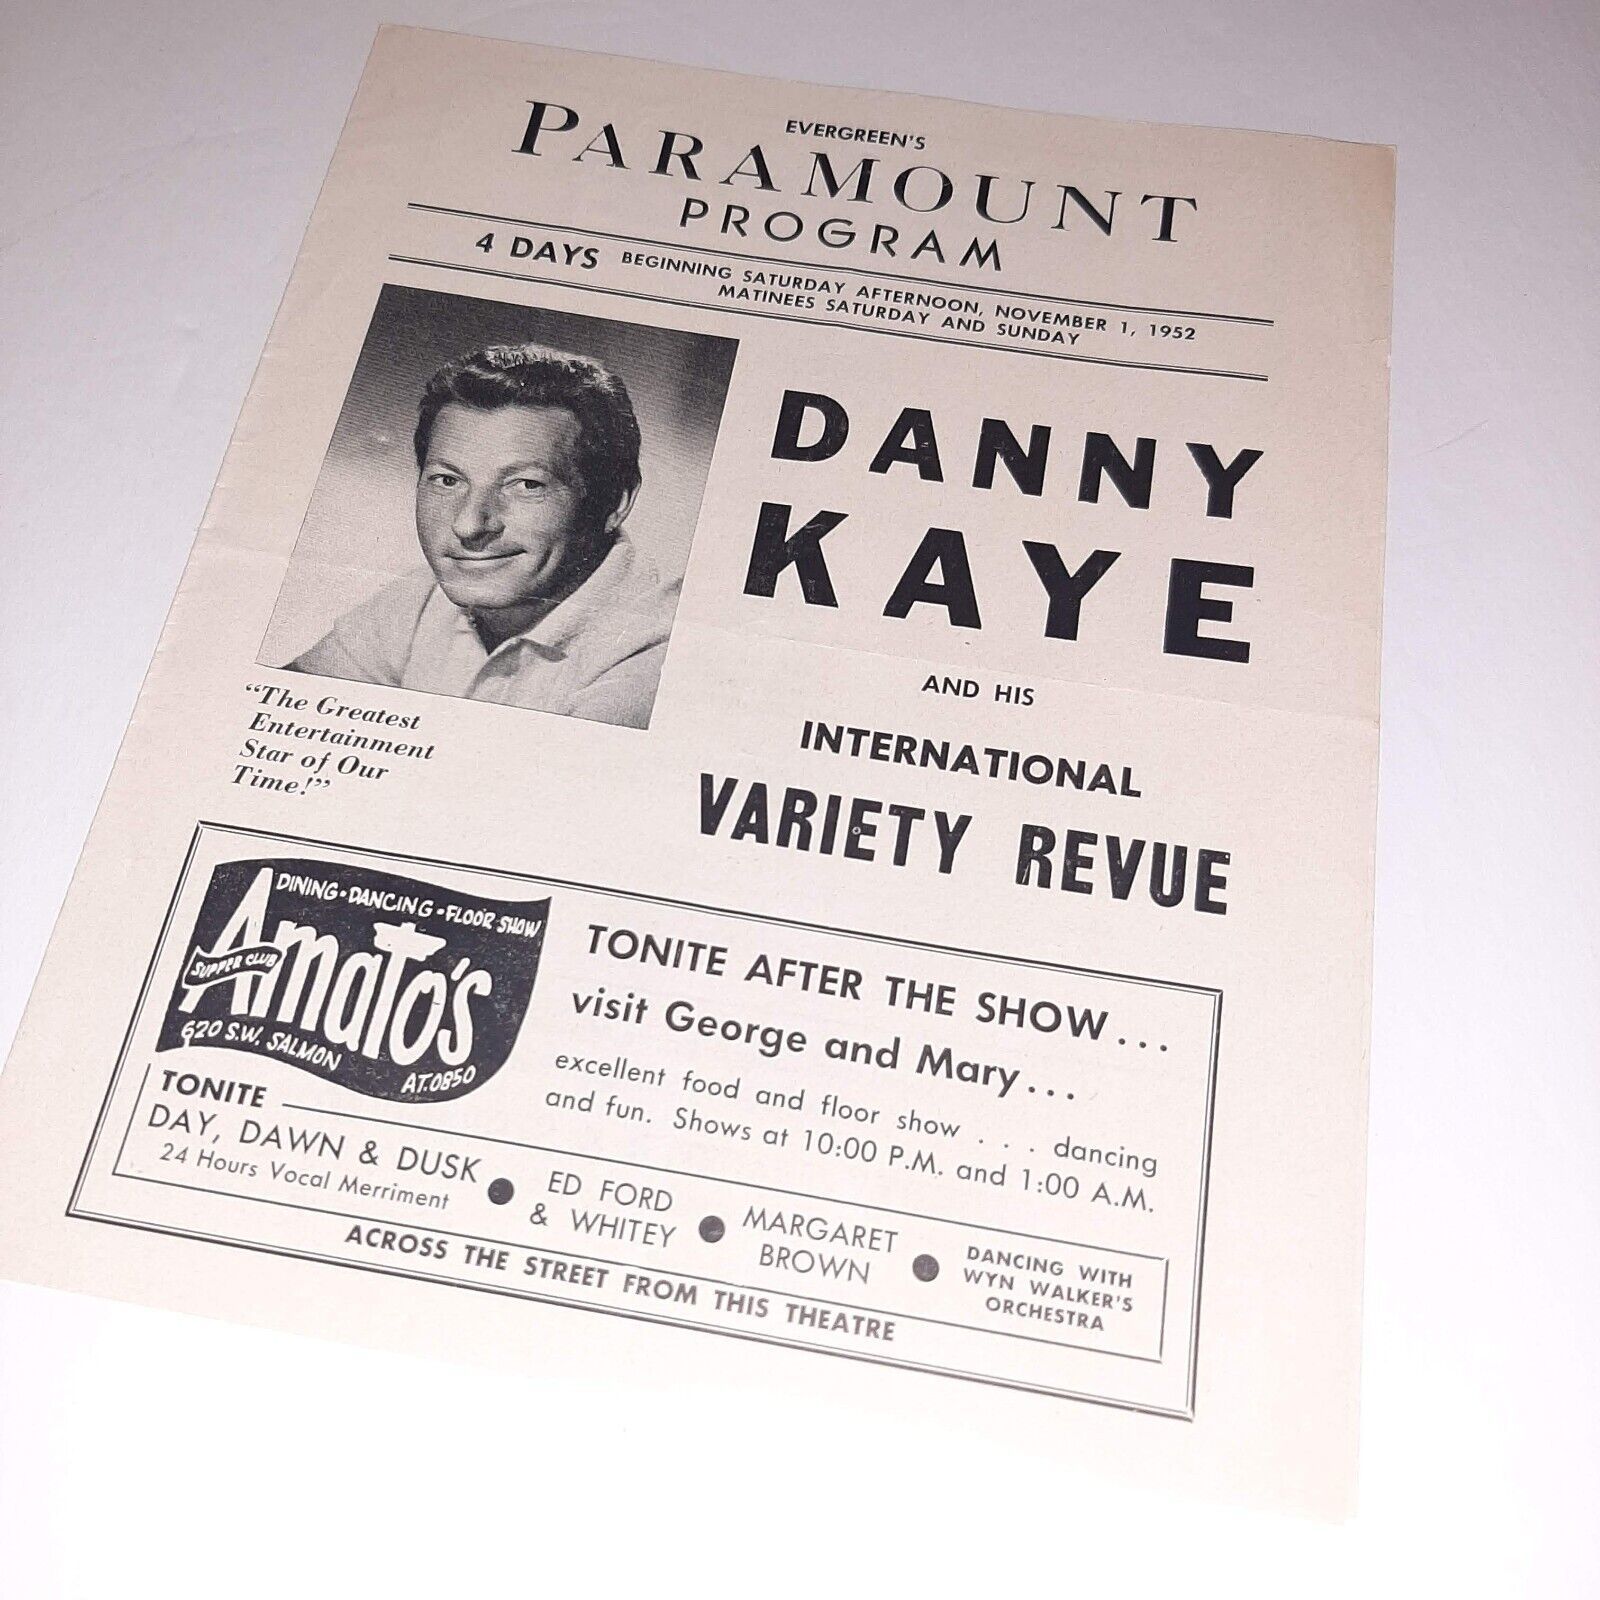 EVERGREEN'S
PARAMOUNT
PROGRAM
4 DAYS BEGINNING SATURDAY AFTERNOON, NOVEMBER 1, 1952
MATINEES SATURDAY AND SUNDAY
DANNY
KAYE
AND HIS
INTERNATIONAL
VARIETY REVUE
"The Greatest
Entertainment
Star of Our
Time!"
DINING•DANCING•FLOOR SHOW
Amato's
SUPPER CLUB
620 S.W. SALMON
AT.0850
TONITE AFTER THE SHOW...
visit George and Mary...
excellent food and floor show . . . dancing
and fun. Shows at 10:00 P.M. and 1:00 A.M.
TONITE
DAY, DAWN & DUSK
24 Hours Vocal Merriment
• ED FORD
& WHITEY
• MARGARET
BROWN
• DANCING WITH
WYN WALKER'S
ORCHESTRA
ACROSS THE STREET FROM THIS THEATRE